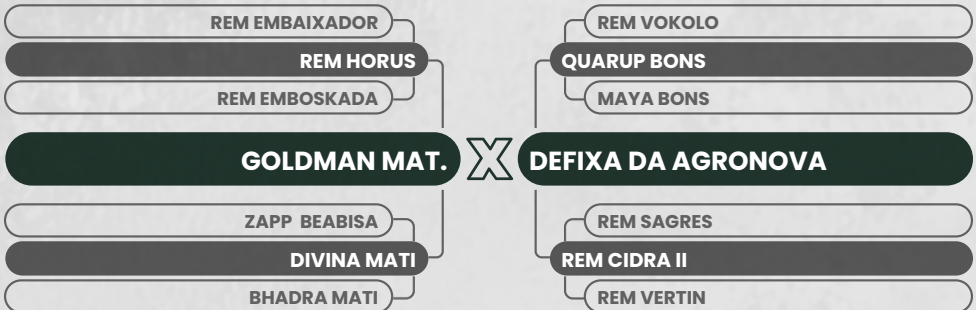 REM EMBAIXADOR
REM HORUS
REM EMBOSKADA
GOLDMAN MAT.
ZAPP BEABISA
DIVINA MATI
BHADRA MATI
X
REM VOKOLO
QUARUP BONS
MAYA BONS
DEFIXA DA AGRONOVA
REM SAGRES
REM CIDRA II
REM VERTIN